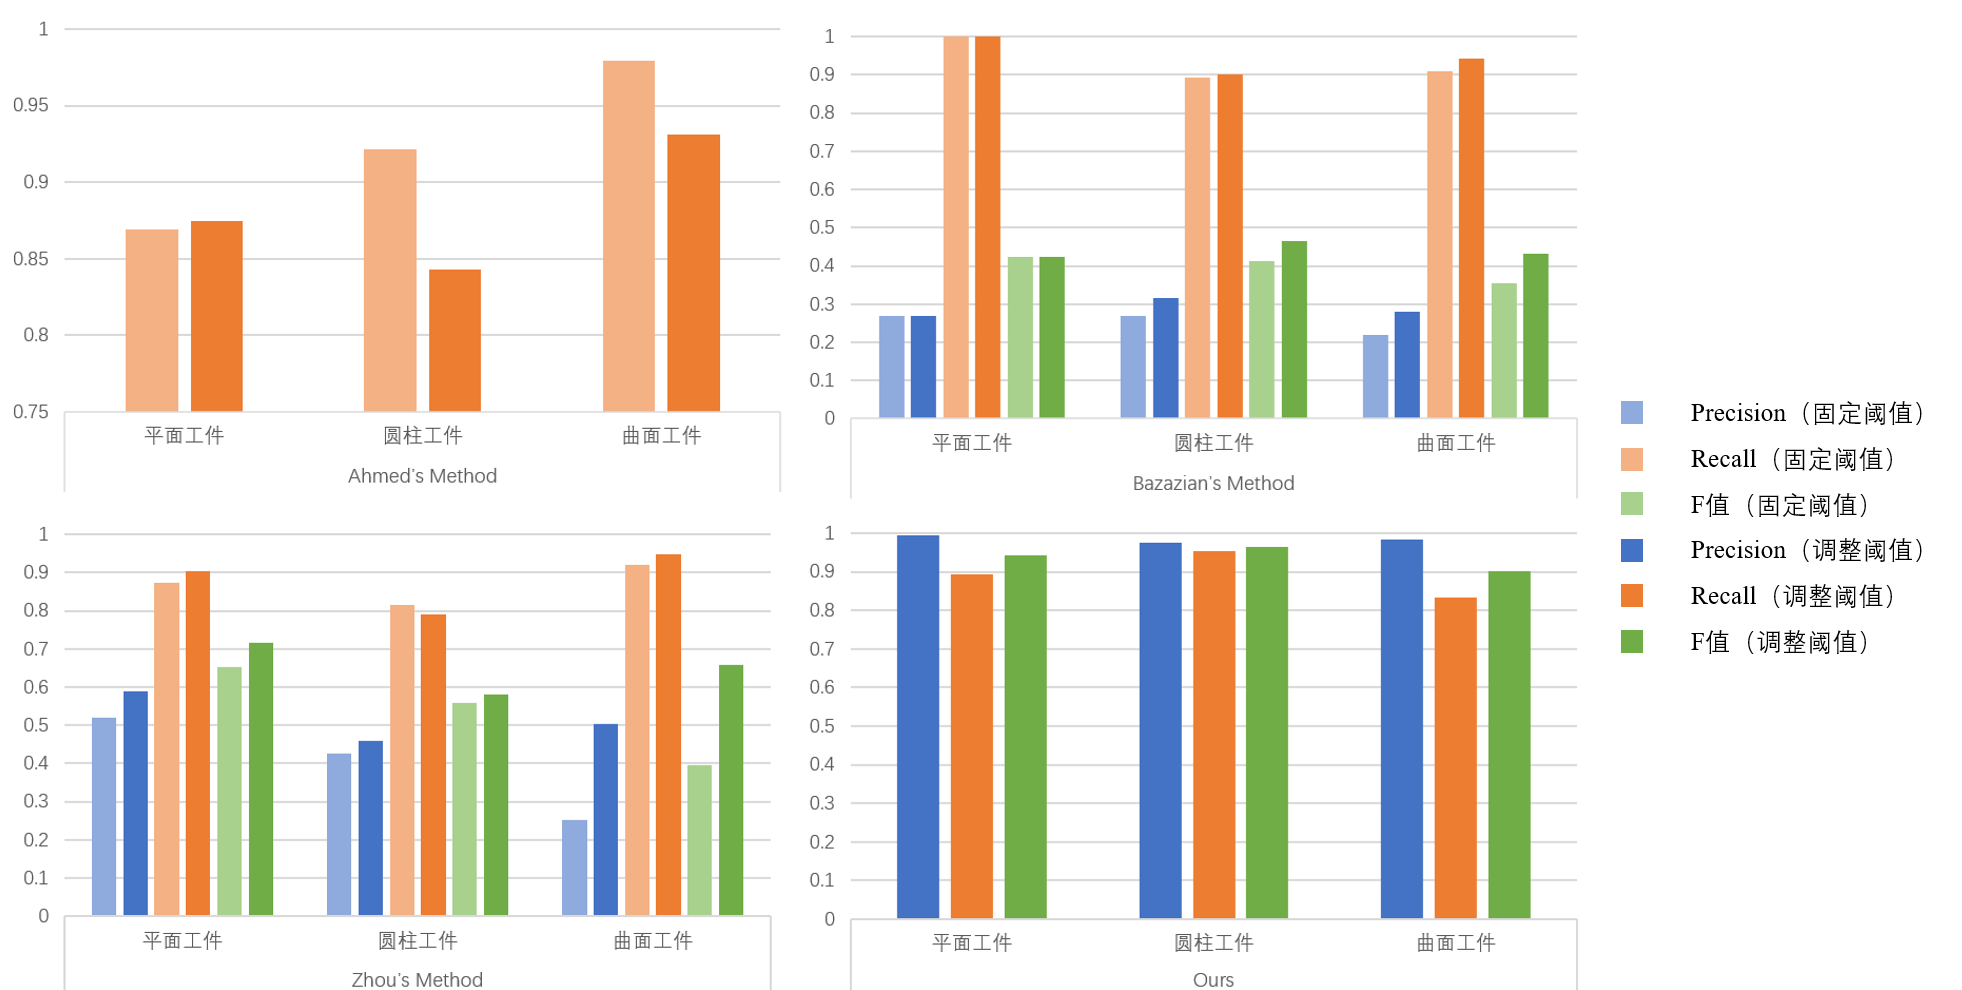 1
0.95
0.9
0.85
0.8
0.75
平面工件
圆柱工件
曲面工件
Ahmed's Method
1
0.9
0.8
0.7
0.6
0.5
0.4
0.3
0.2
0.1
0
平面工件
圆柱工件
曲面工件
Bazazian's Method
1
0.9
0.8
0.7
0.6
0.5
0.4
0.3
0.2
0.1
0
平面工件
圆柱工件
曲面工件
Zhou's Method
1
0.9
0.8
0.7
0.6
0.5
0.4
0.3
0.2
0.1
0
平面工件
圆柱工件
曲面工件
Ours
Precision（固定阈值）
Recall（固定阈值）
F值（固定阈值）
Precision（调整阈值）
Recall（调整阈值）
F值（调整阈值）